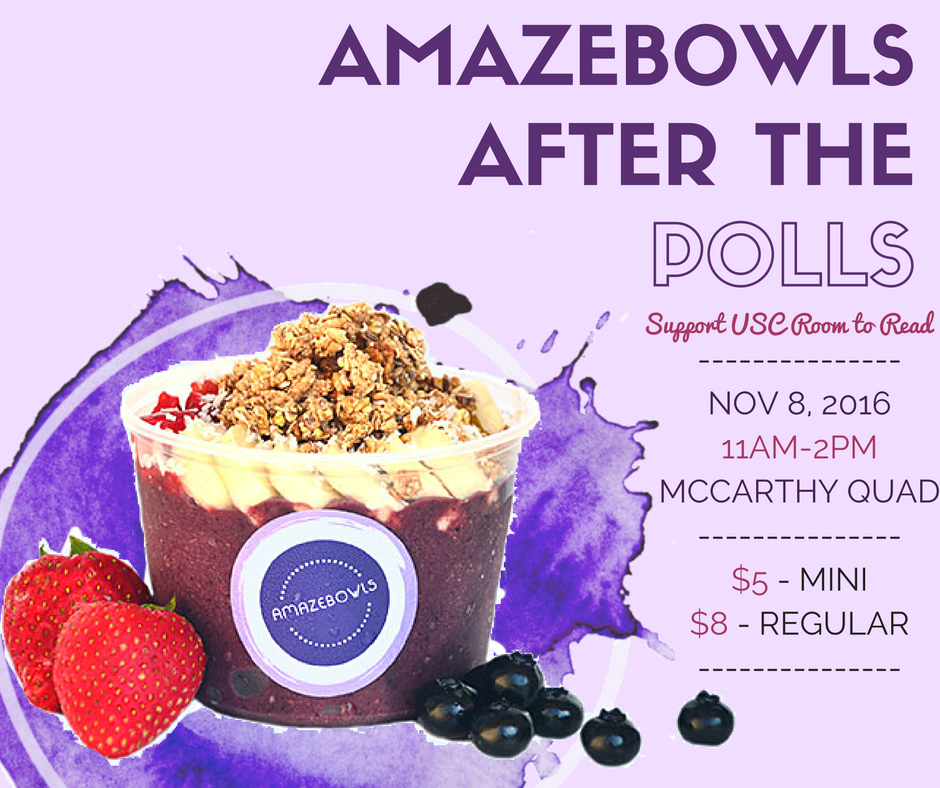 AMAZEBOWLS
AFTER THE
POLLS
Support USC Room to Read
---------------
NOV 8, 2016
11AM-2PM
MCCARTHY QUAD
---------------
$5 - MINI
$8 - REGULAR
---------------
AMAZEBOWLS